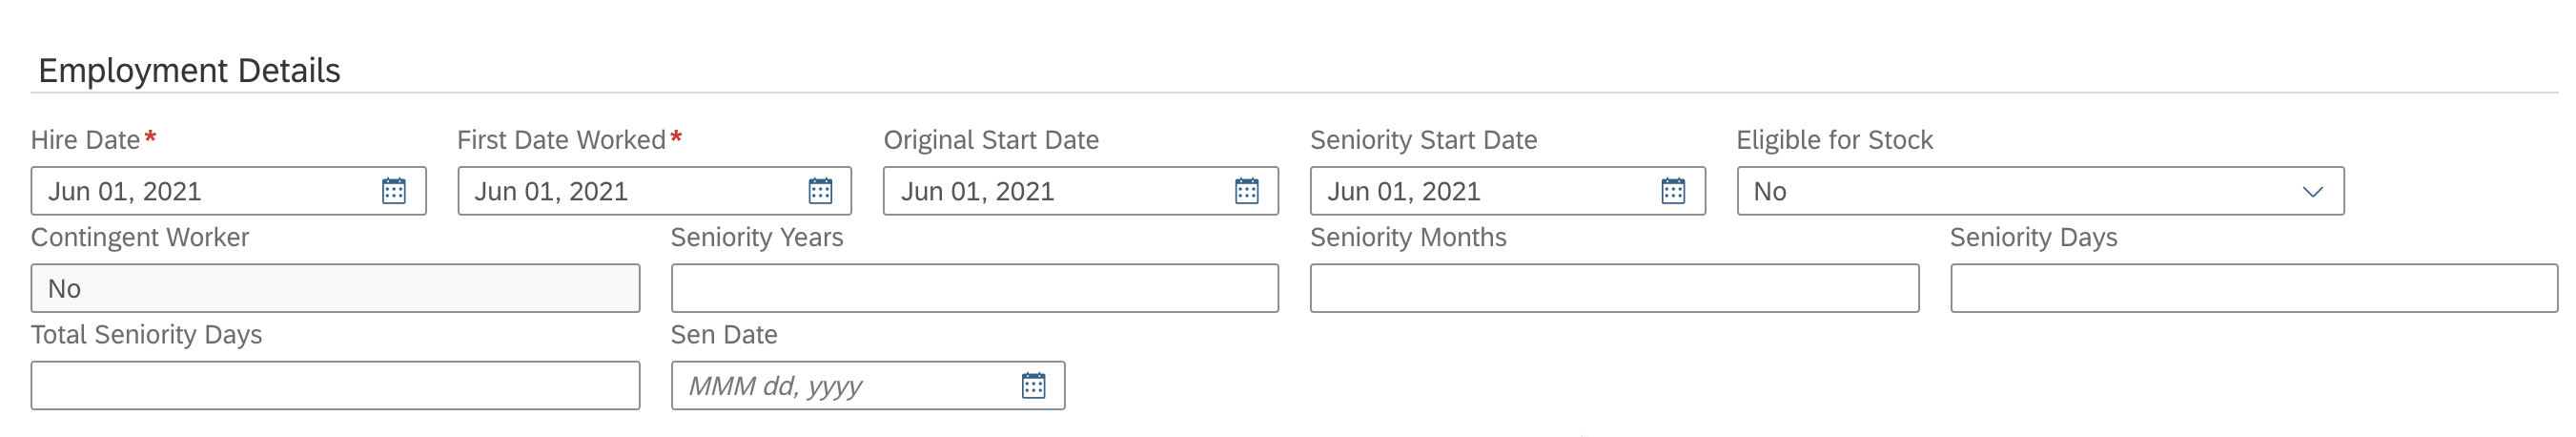 Employment Details
Hire Date* First Date Worked* Original Start Date Seniority Start Date Eligible for Stock
Jun 01, 2021 Jun 01, 2021 Jun 01, 2021 Jun 01, 2021 No
Contingent Worker Seniority Years Seniority Months Seniority Days
No
Total Seniority Days Sen Date
MMM dd, yyyy